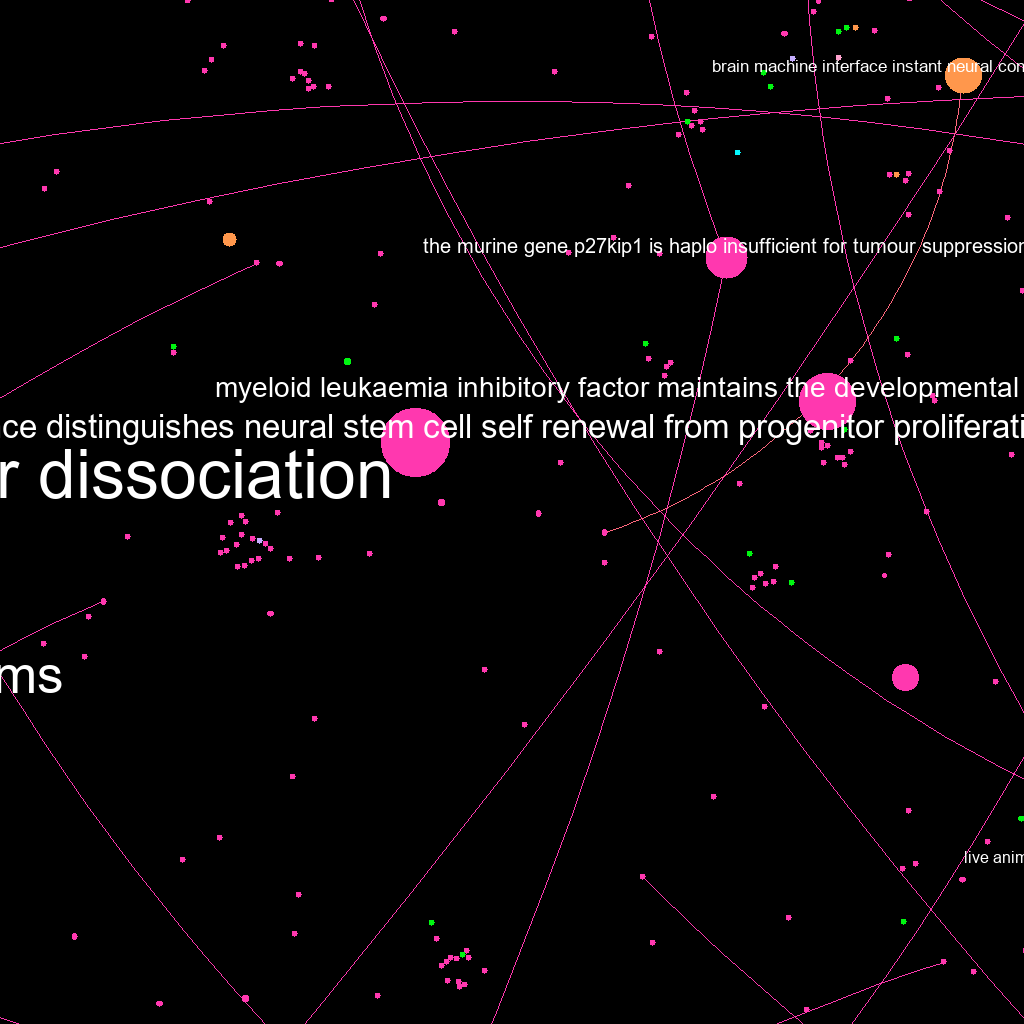 brain machine interface instant neural con
the murine gene p27kip1 is haplo insufficient for tumour suppression
myeloid leukaemia inhibitory factor maintains the developmental
ce distinguishes neural stem cell self renewal from progenitor proliferati
r dissociation
ms
live anim